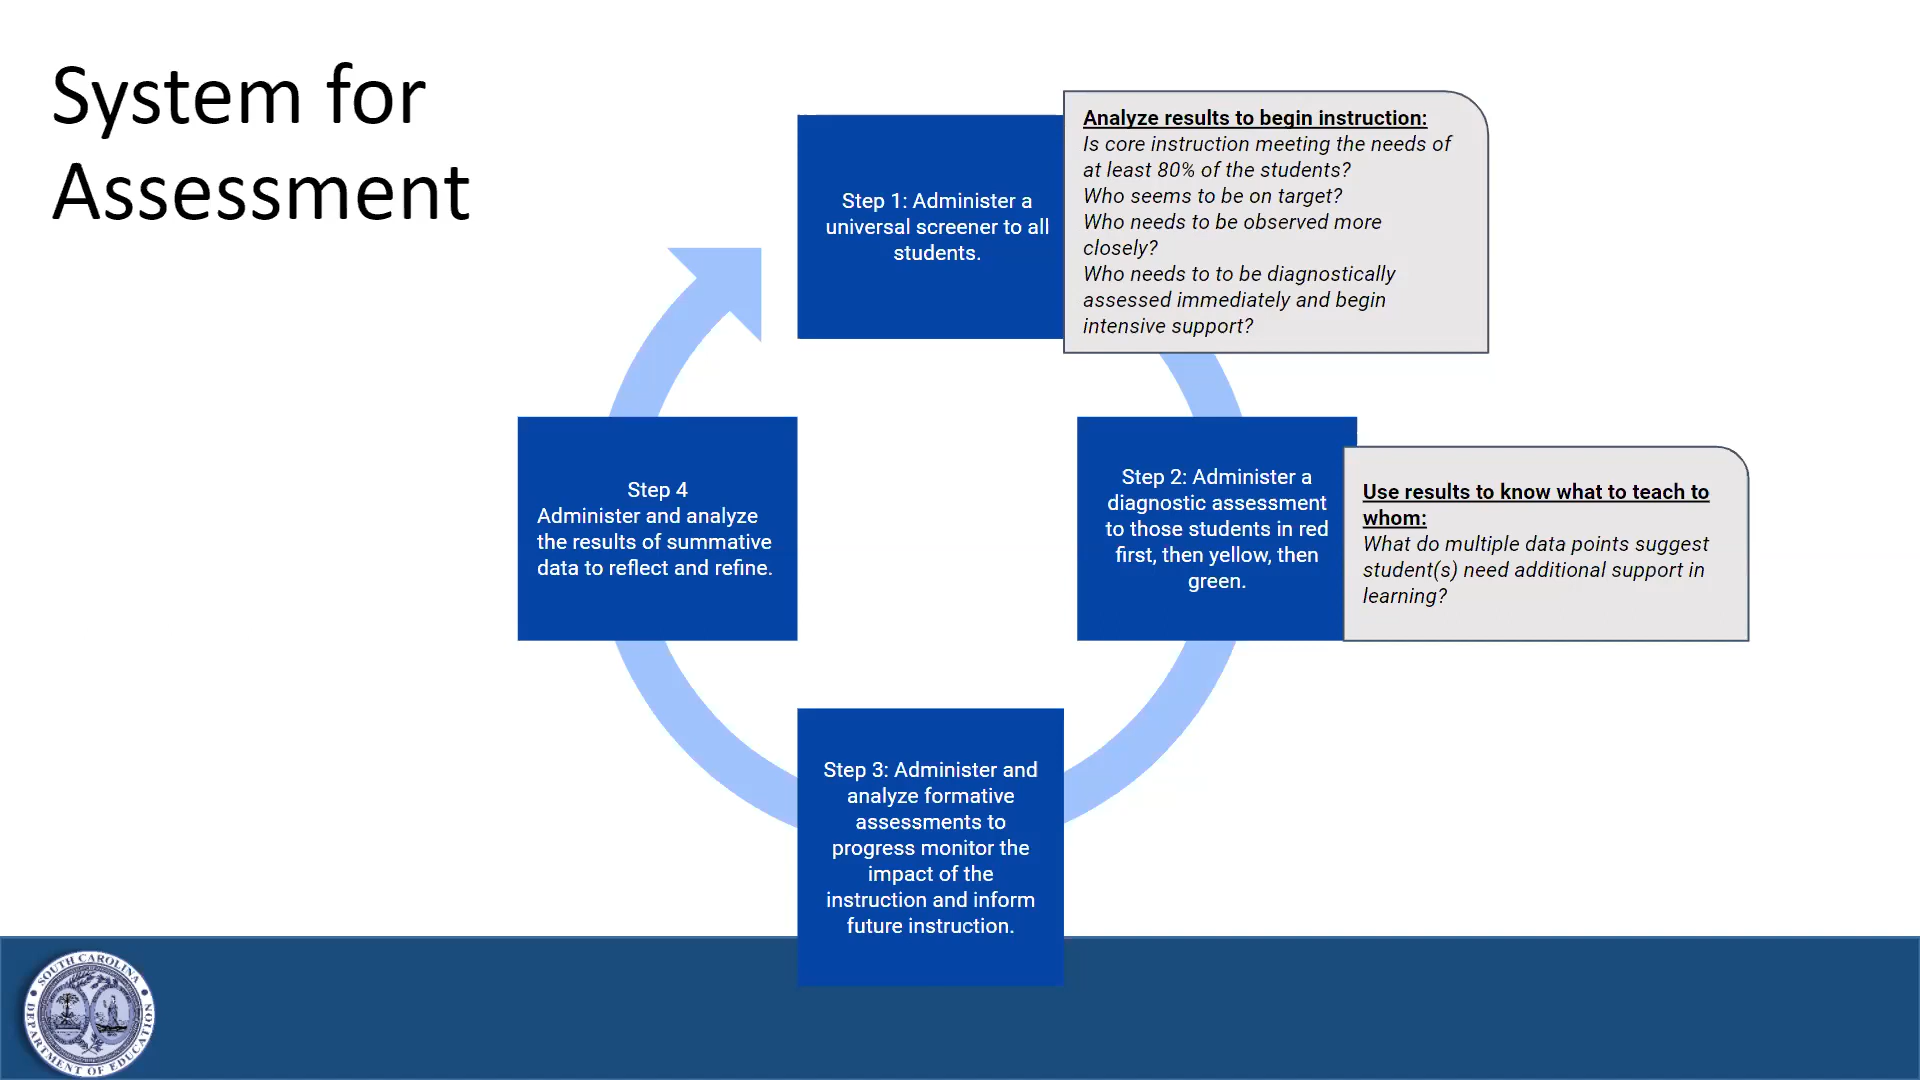 System for
Assessment
Step 1: Administer a
universal screener to all
students.
Analyze results to begin instruction:
Is core instruction meeting the needs of
at least 80% of the students?
Who seems to be on target?
Who needs to be observed more
closely?
Who needs to to be diagnostically
assessed immediately and begin
intensive support?
Step 2: Administer a
diagnostic assessment
to those students in red
first, then yellow, then
green.
Use results to know what to teach to
whom:
What do multiple data points suggest
student(s) need additional support in
learning?
Step 3: Administer and
analyze formative
assessments to
progress monitor the
impact of the
instruction and inform
future instruction.
Step 4
Administer and analyze
the results of summative
data to reflect and refine.
SOUTH CAROLINA
DEPARTMENT OF EDUCATION